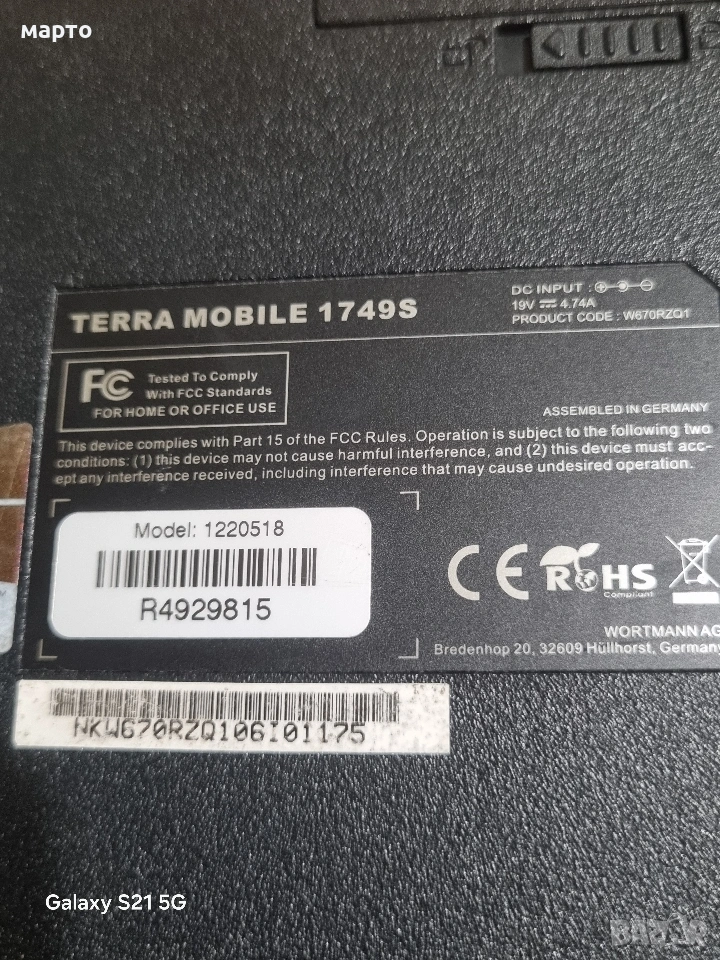 марто
TERRA MOBILE 1749S
DC INPUT :
19V 4.74A
PRODUCT CODE : W670RZQ1
FC
Tested To Comply
With FCC Standards
FOR HOME OR OFFICE USE
ASSEMBLED IN GERMANY
This device complies with Part 15 of the FCC Rules. Operation is subject to the following two
conditions: (1) this device may not cause harmful interference, and (2) this device must acc-
ept any interference received, including interference that may cause undesired operation.
Model: 1220518
R4929815
CE RoHS
Compliant
WORTMANN AG
Bredenhop 20, 32609 Hüllhorst, Germany
NKW670RZQ106I01175
Galaxy S21 5G